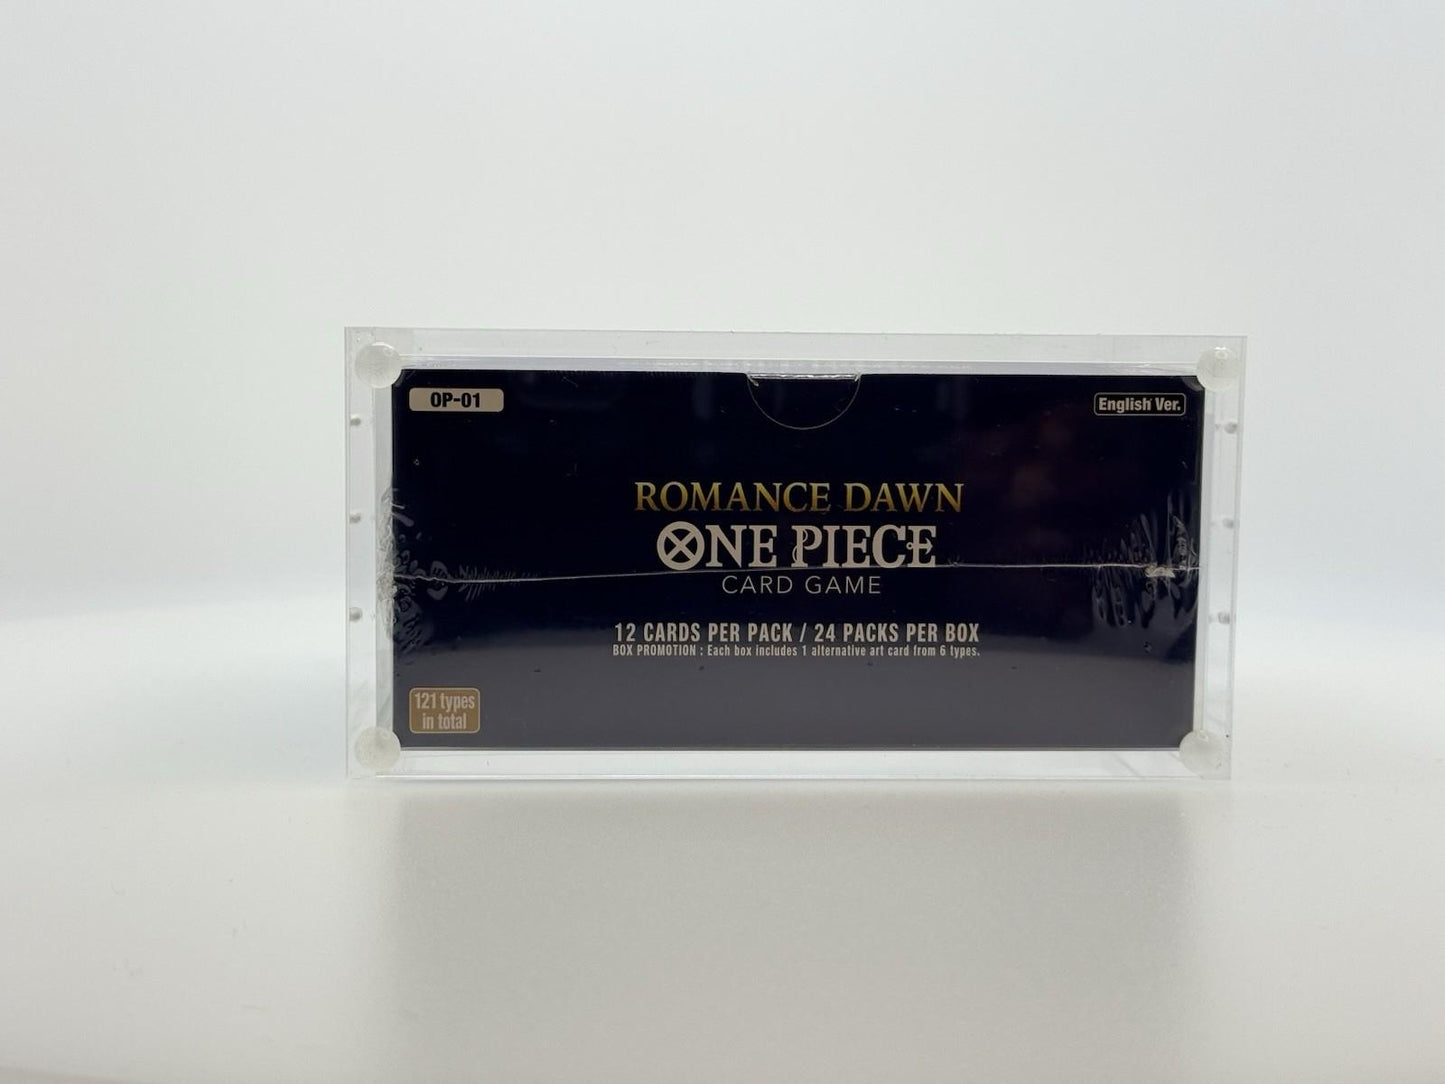 OP-01
English Ver.
ROMANCE DAWN
ONE PIECE
CARD GAME
12 CARDS PER PACK / 24 PACKS PER BOX
BOX PROMOTION : Each box includes 1 alternative art card from 6 types.
121 types
in total